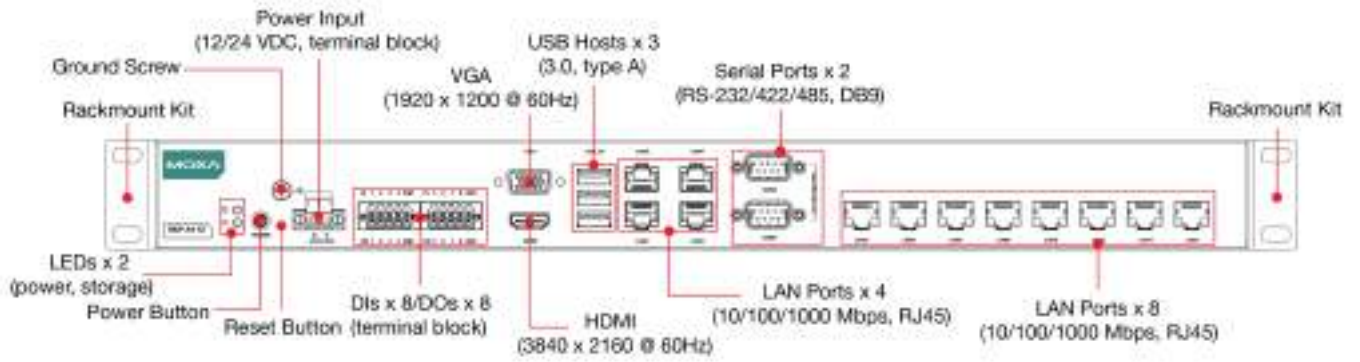 Power Input
(12/24 VDC, terminal block)
USB Hosts x 3
(3.0, type A)
Ground Screw
VGA
(1920 x 1200 @ 60Hz)
Serial Ports x 2
(RS-232/422/485, DB9)
Rackmount Kit
Rackmount Kit
MOXA
LEDs x 2
(power, storage)
Power Button
Reset Button
DIs x 8/DOs x 8
(terminal block)
HDMI
(3840 x 2160 @ 60Hz)
LAN Ports x 4
(10/100/1000 Mbps, RJ45)
LAN Ports x 8
(10/100/1000 Mbps, RJ45)